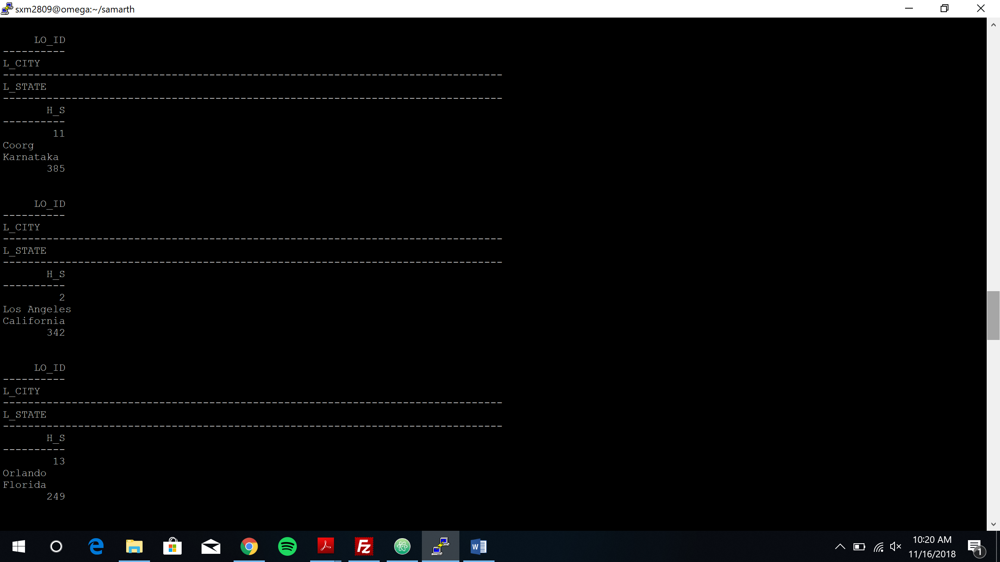 sxm2809@omega:~/samarth
LO_ID
----------
L_CITY
--------------------------------------------------------------------------------
L_STATE
--------------------------------------------------------------------------------
H_S
----------
11
Coorg
Karnataka
385
LO_ID
----------
L_CITY
--------------------------------------------------------------------------------
L_STATE
--------------------------------------------------------------------------------
H_S
----------
2
Los Angeles
California
342
LO_ID
----------
L_CITY
--------------------------------------------------------------------------------
L_STATE
--------------------------------------------------------------------------------
H_S
----------
13
Orlando
Florida
249
Fz
W
10:20 AM
11/16/2018
1